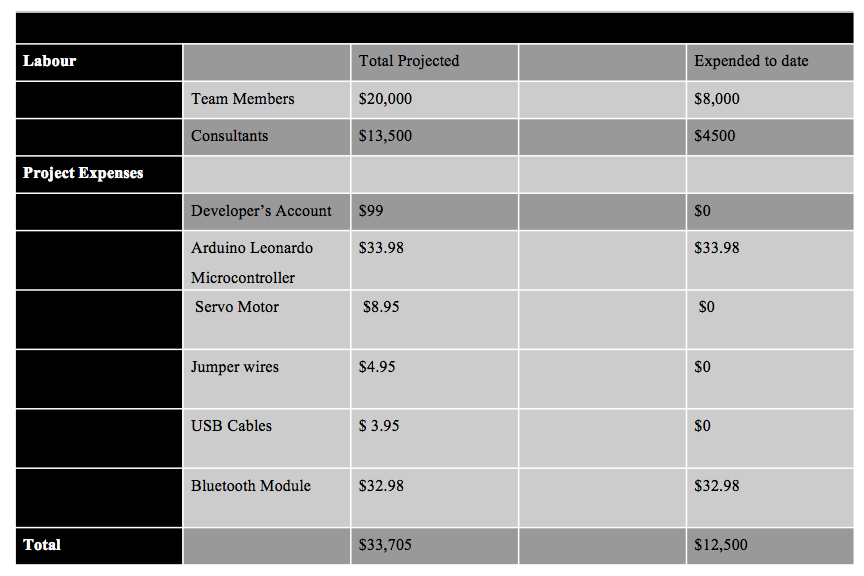 Labour Total Projected Expended to date
Team Members $20,000 $8,000
Consultants $13,500 $4500
Project Expenses
Developer’s Account $99 $0
Arduino Leonardo $33.98 $33.98
Microcontroller
Servo Motor $8.95 $0
Jumper wires $4.95 $0
USB Cables $ 3.95 $0
Bluetooth Module $32.98 $32.98
Total $33,705 $12,500